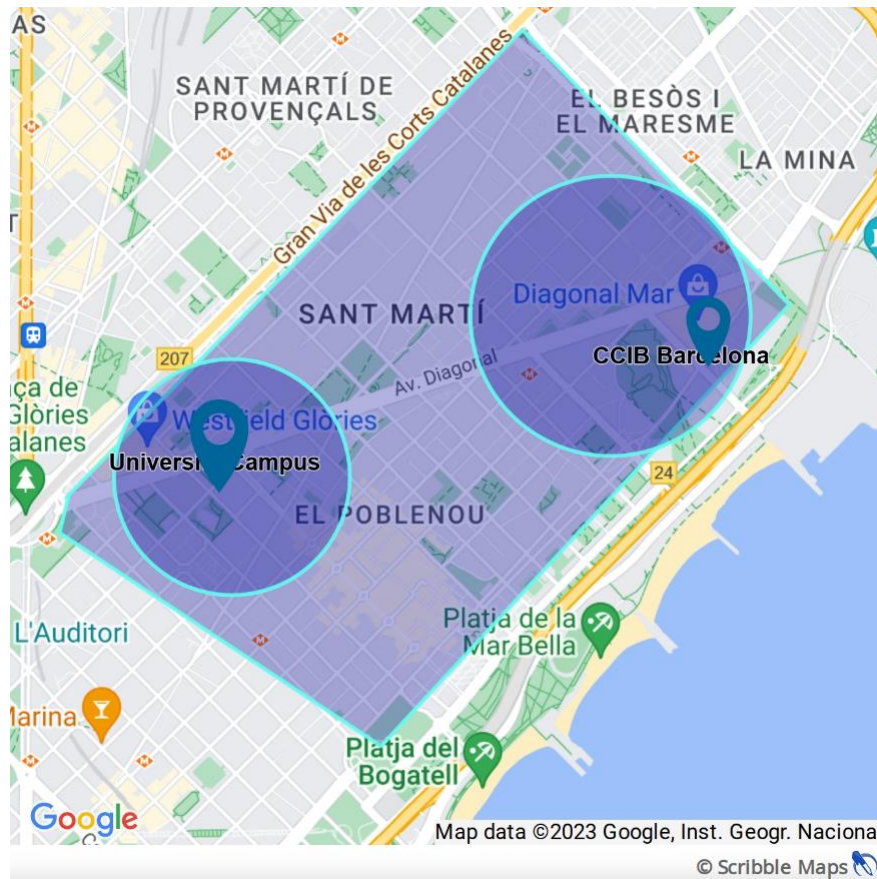 AS
SANT MARTÍ DE
PROVENÇALS
Gran Via de les Corts Catalanes
EL BESÒS I
EL MARESME
LA MINA
T
Diagonal Mar
SANT MARTÍ
CCIB Barcelona
207
Av. Diagonal
ça de
Glòries
alanes
Westfield Glòries
University Campus
24
EL POBLENOU
L'Auditori
Platja de la
Mar Bella
Marina
Platja del
Bogatell
Google
Map data ©2023 Google, Inst. Geogr. Naciona
© Scribble Maps